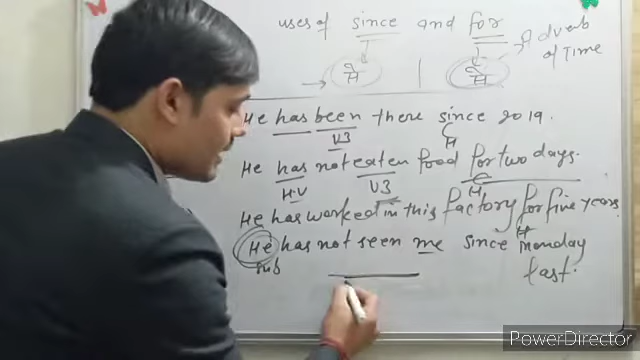 uses of since and for
से | से Adverb of Time
He has been there since 2019.
V3 से
He has not eaten food for two days.
H.V V3 से
He has worked in this factory for five years
से
He has not seen me since monday last.
sub
PowerDirector